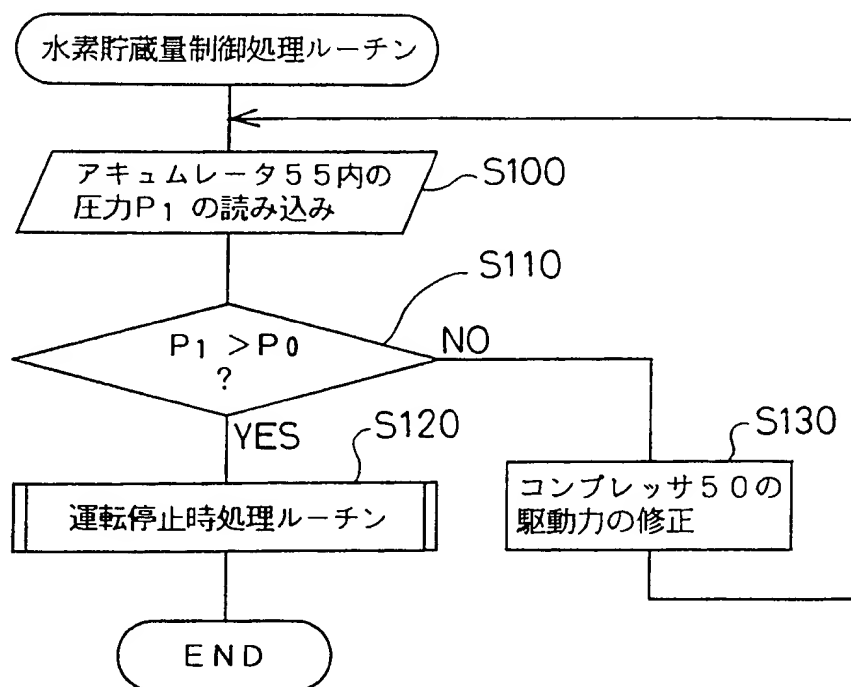 水素貯蔵量制御処理ルーチン
アキュムレータ55内の
圧力P1の読み込み
S100
S110
P1 >P0
?
NO
YES
S120
S130
運転停止時処理ルーチン
コンプレッサ50の
駆動力の修正
END